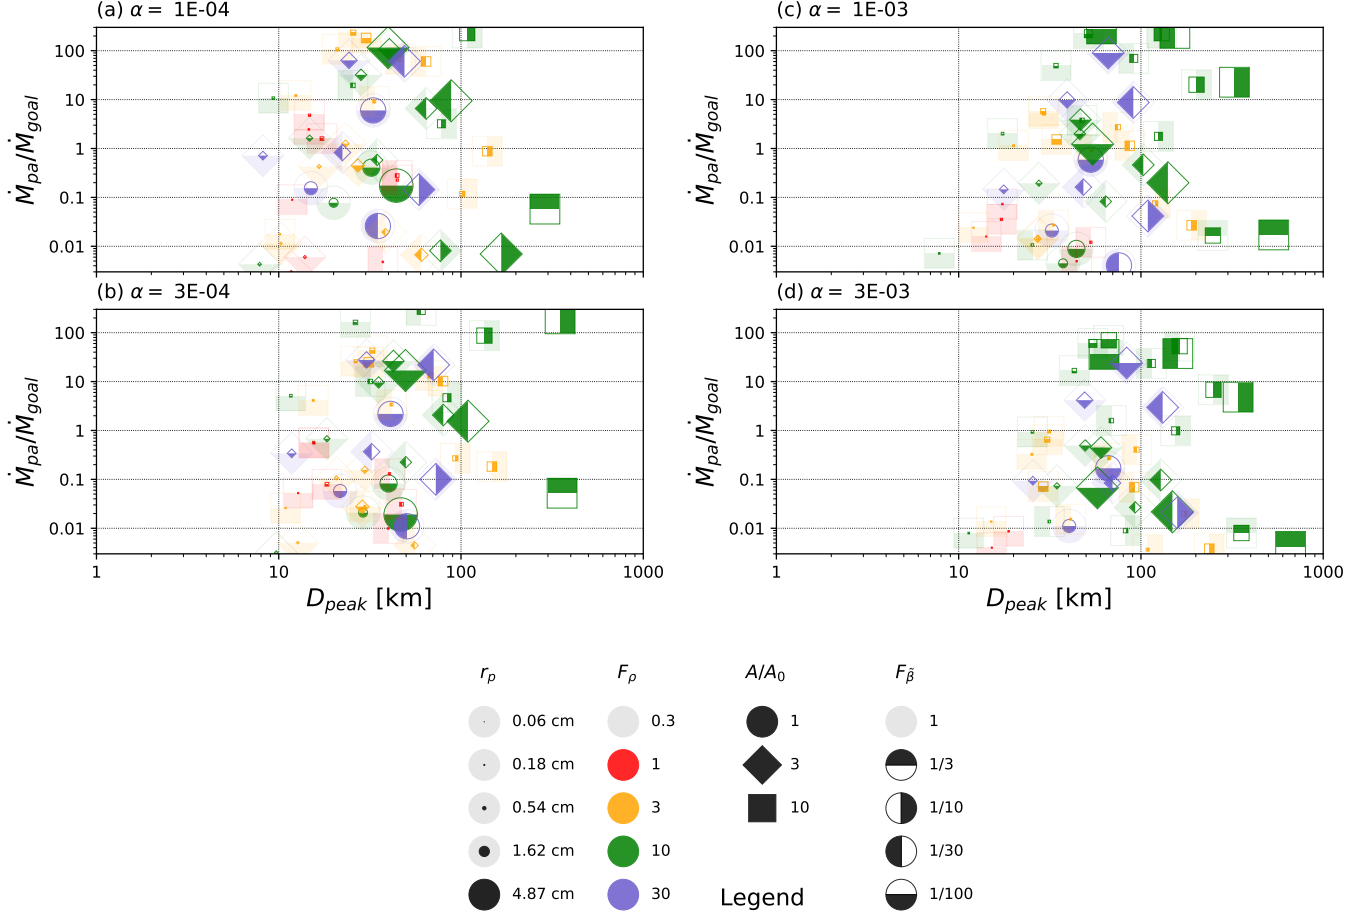 (a) α = 1E-04
(c) α = 1E-03
100
10
1
0.1
0.01
Ṁpa/Ṁgoal
100
10
1
0.1
0.01
Ṁpa/Ṁgoal
(b) α = 3E-04
(d) α = 3E-03
100
10
1
0.1
0.01
Ṁpa/Ṁgoal
1
10
100
1000
Dpeak [km]
100
10
1
0.1
0.01
Ṁpa/Ṁgoal
1
10
100
1000
Dpeak [km]
rp
Fρ
A/A0
Fβ̃
0.06 cm
0.3
1
1
0.18 cm
1
3
1/3
0.54 cm
3
10
1/10
1.62 cm
10
1/30
4.87 cm
30
Legend
1/100